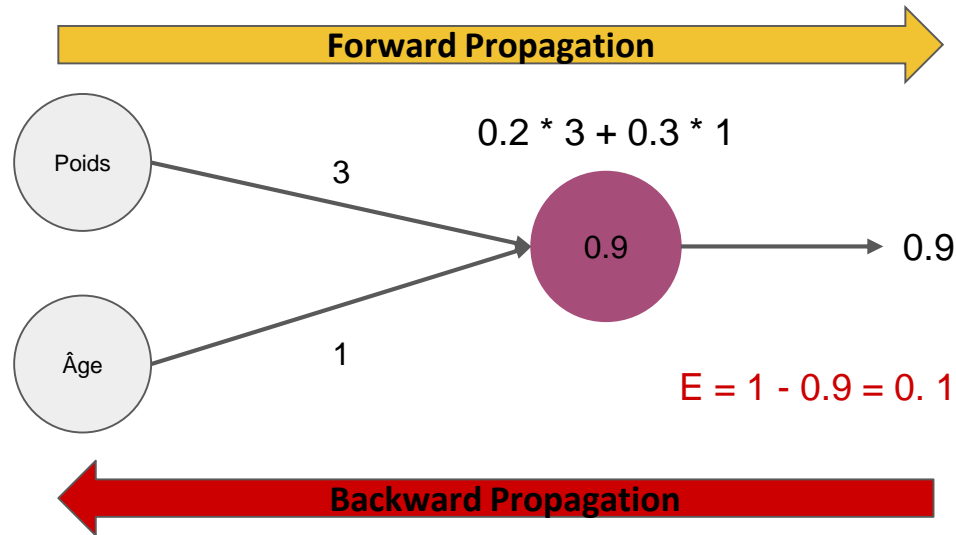 Forward Propagation
0.2 * 3 + 0.3 * 1
Poids
3
0.9
0.9
Âge
1
E = 1 - 0.9 = 0. 1
Backward Propagation